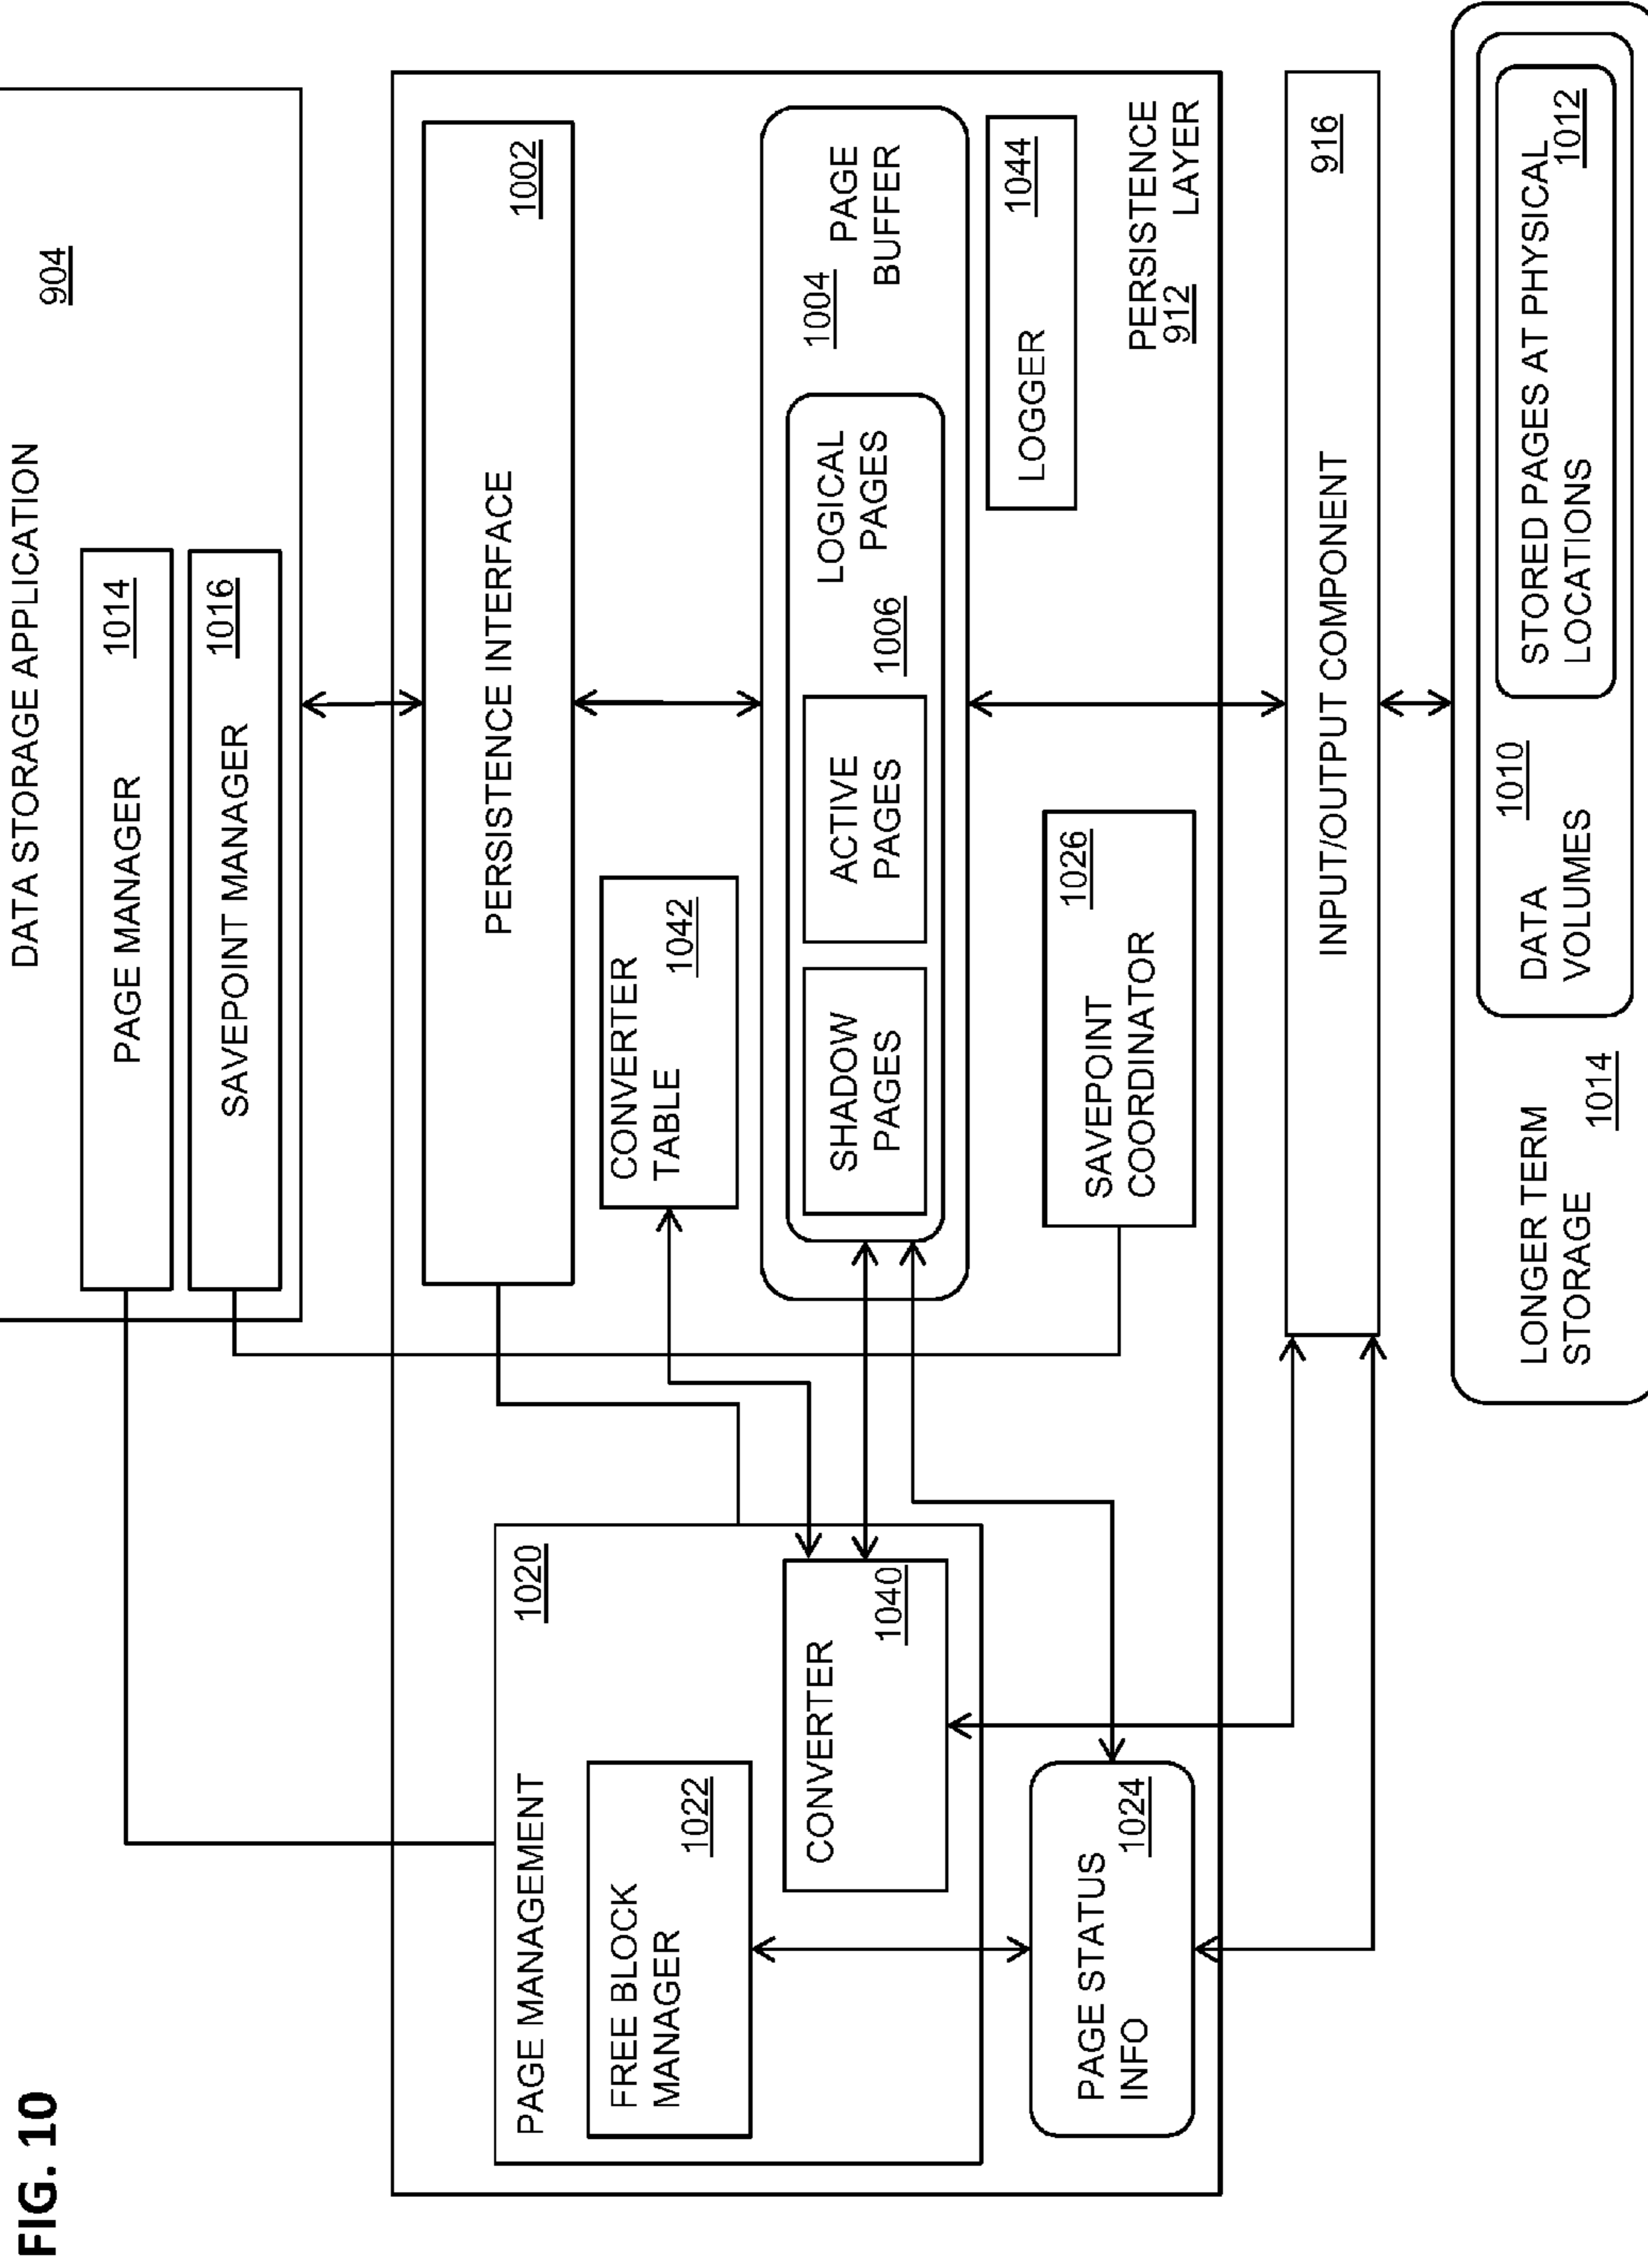 FIG. 10
DATA STORAGE APPLICATION
904
PAGE MANAGER
1014
SAVEPOINT MANAGER
1016
PERSISTENCE INTERFACE
1002
PAGE MANAGEMENT
1020
FREE BLOCK
MANAGER
1022
CONVERTER
1040
CONVERTER
TABLE
1042
SHADOW
PAGES
ACTIVE
PAGES
LOGICAL
PAGES
1006
1004
PAGE
BUFFER
PAGE STATUS
INFO
1024
SAVEPOINT
COORDINATOR
1026
LOGGER
1044
PERSISTENCE
LAYER
912
INPUT/OUTPUT COMPONENT
916
LONGER TERM
STORAGE
1014
DATA
VOLUMES
1010
STORED PAGES AT PHYSICAL
LOCATIONS
1012